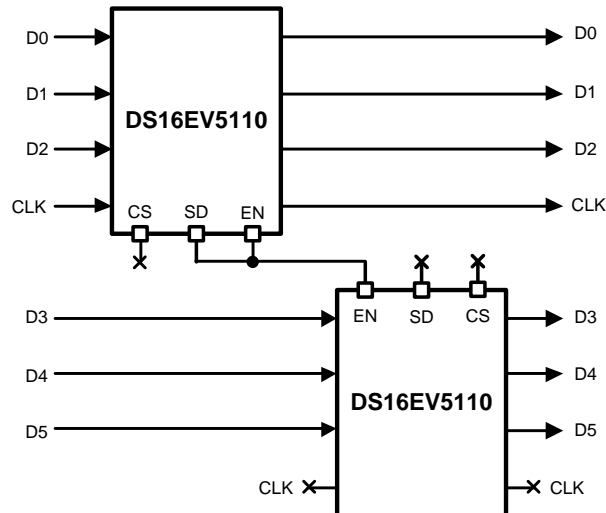 D0 D0
D1 D1
DS16EV5110
D2 D2
CLK CS SD EN CLK
D3 EN SD CS D3
D4 D4
DS16EV5110
D5 D5
CLK CLK